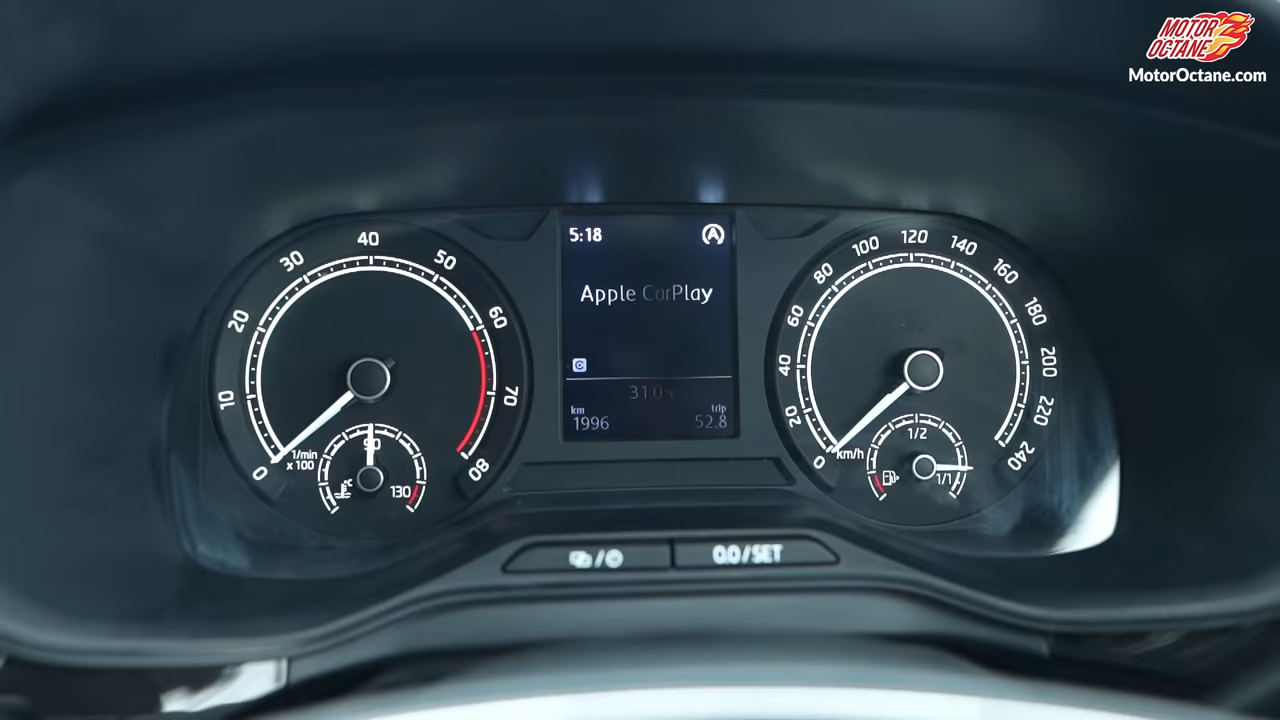 MOTOR
OCTANE
MotorOctane.com
0
10
20
30
40
50
60
70
80
1/min
x 100
90
130
°C
5:18
A
Apple CarPlay
C
31.0 °C
km
1996
trip
52.8
0
20
40
60
80
100
120
140
160
180
200
220
240
km/h
1/2
1/1
0.0/SET